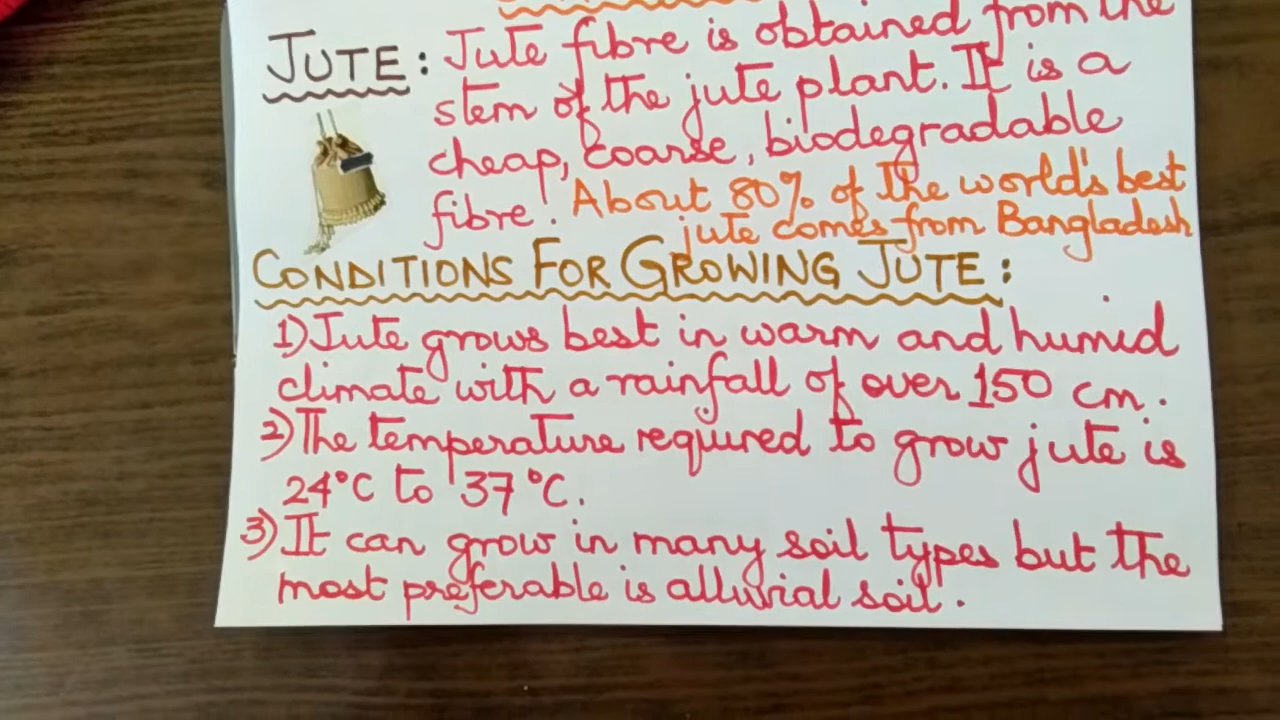 JUTE: Jute fibre is obtained from the
stem of the jute plant. It is a
cheap, coarse, biodegradable
fibre. About 80% of the world's best
jute comes from Bangladesh
CONDITIONS FOR GROWING JUTE:
1) Jute grows best in warm and humid
climate with a rainfall of over 150 cm.
2) The temperature required to grow jute is
24°C to 37°C.
3) It can grow in many soil types but the
most preferable is alluvial soil.